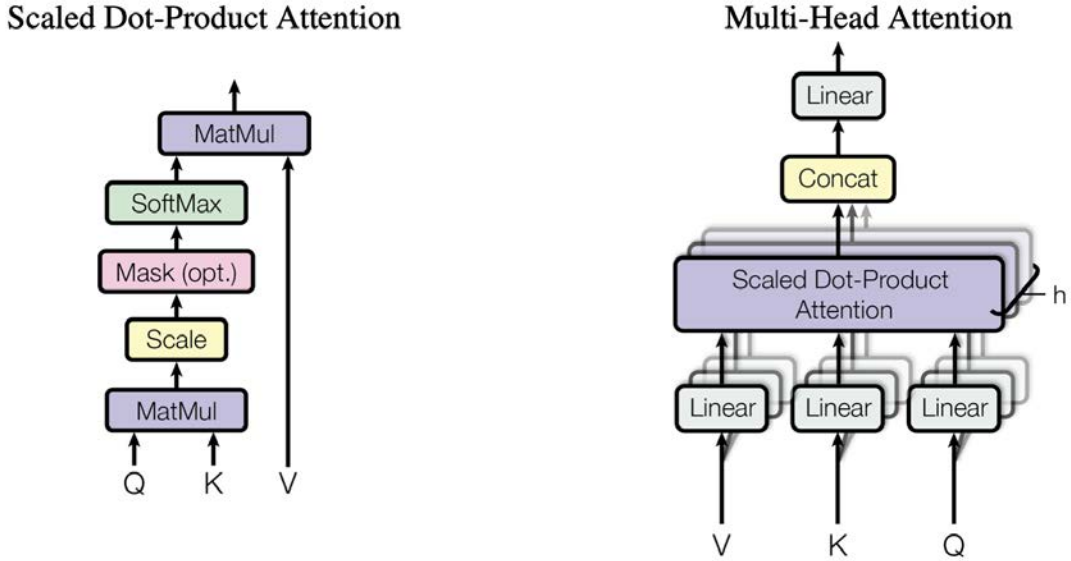 Scaled Dot-Product Attention
MatMul
SoftMax
Mask (opt.)
Scale
MatMul
Q K V
Multi-Head Attention
Linear
Concat
Scaled Dot-Product
Attention
h
Linear Linear Linear
V K Q